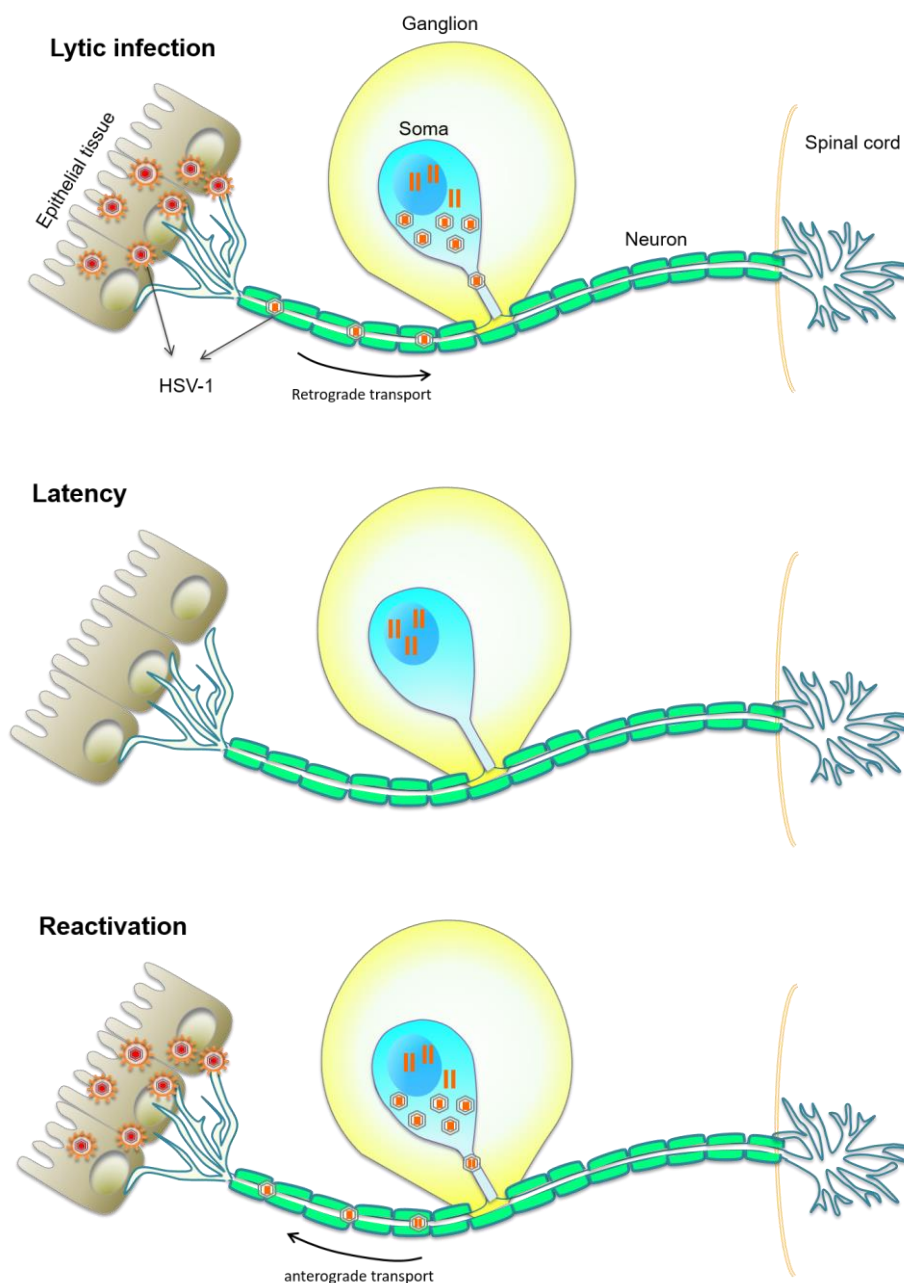 Ganglion
Lytic infection
Epithelial tissue
Soma
Spinal cord
Neuron
HSV-1
Retrograde transport
Latency
Reactivation
anterograde transport